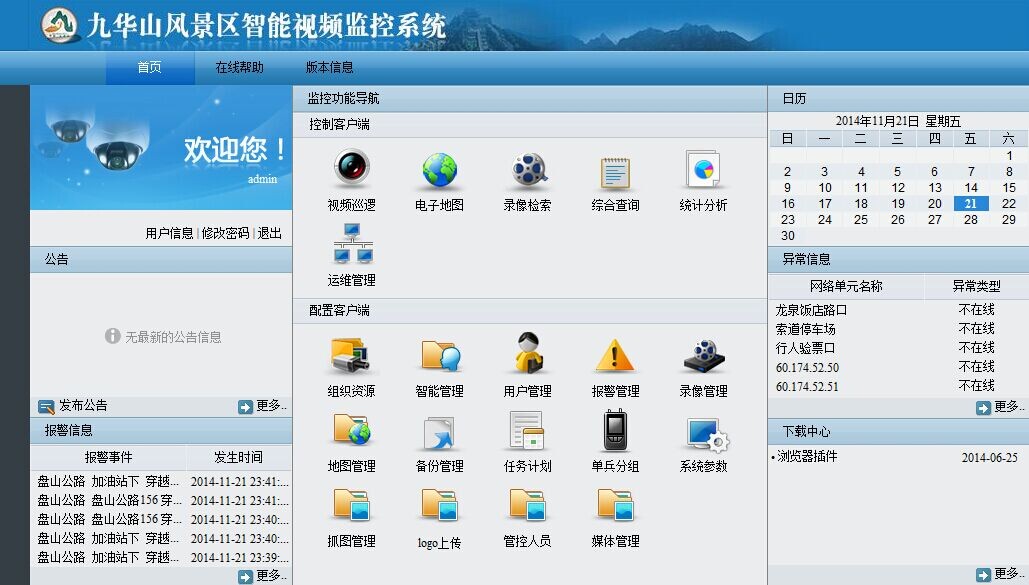 九华山风景区智能视频监控系统
首页 在线帮助 版本信息
欢迎您！
admin
用户信息 | 修改密码 | 退出
公告
无最新的公告信息
发布公告 更多..
报警信息
报警事件 发生时间
盘山公路 加油站下 穿越... 2014-11-21 23:41:...
盘山公路 盘山公路156 穿... 2014-11-21 23:41:...
盘山公路 盘山公路156 穿... 2014-11-21 23:40:...
盘山公路 加油站下 穿越... 2014-11-21 23:40:...
盘山公路 加油站下 穿越... 2014-11-21 23:39:...
更多..
监控功能导航
控制客户端
视频巡逻 电子地图 录像检索 综合查询 统计分析
运维管理
配置客户端
组织资源 智能管理 用户管理 报警管理 录像管理
地图管理 备份管理 任务计划 单兵分组 系统参数
抓图管理 logo上传 管控人员 媒体管理
日历
2014年11月21日 星期五
日 一 二 三 四 五 六
1
2 3 4 5 6 7 8
9 10 11 12 13 14 15
16 17 18 19 20 21 22
23 24 25 26 27 28 29
30
异常信息
网络单元名称 异常类型
龙泉饭店路口 不在线
索道停车场 不在线
行人验票口 不在线
60.174.52.50 不在线
60.174.52.51 不在线
更多..
下载中心
•浏览器插件 2014-06-25
更多..